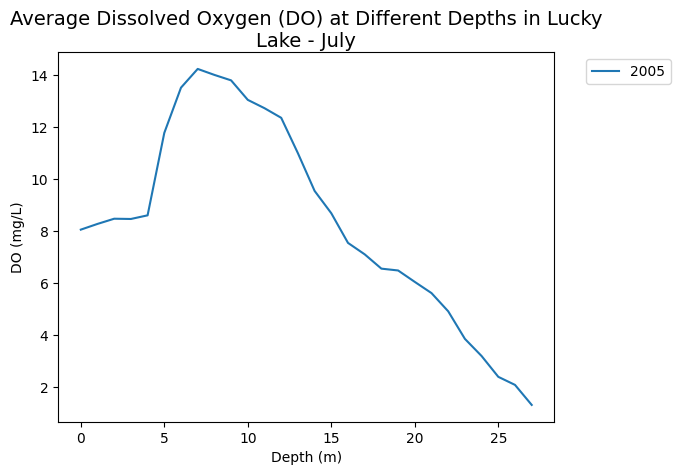 Average Dissolved Oxygen (DO) at Different Depths in Lucky
Lake - July
2005
14
12
10
8
6
4
2
DO (mg/L)
0 5 10 15 20 25
Depth (m)